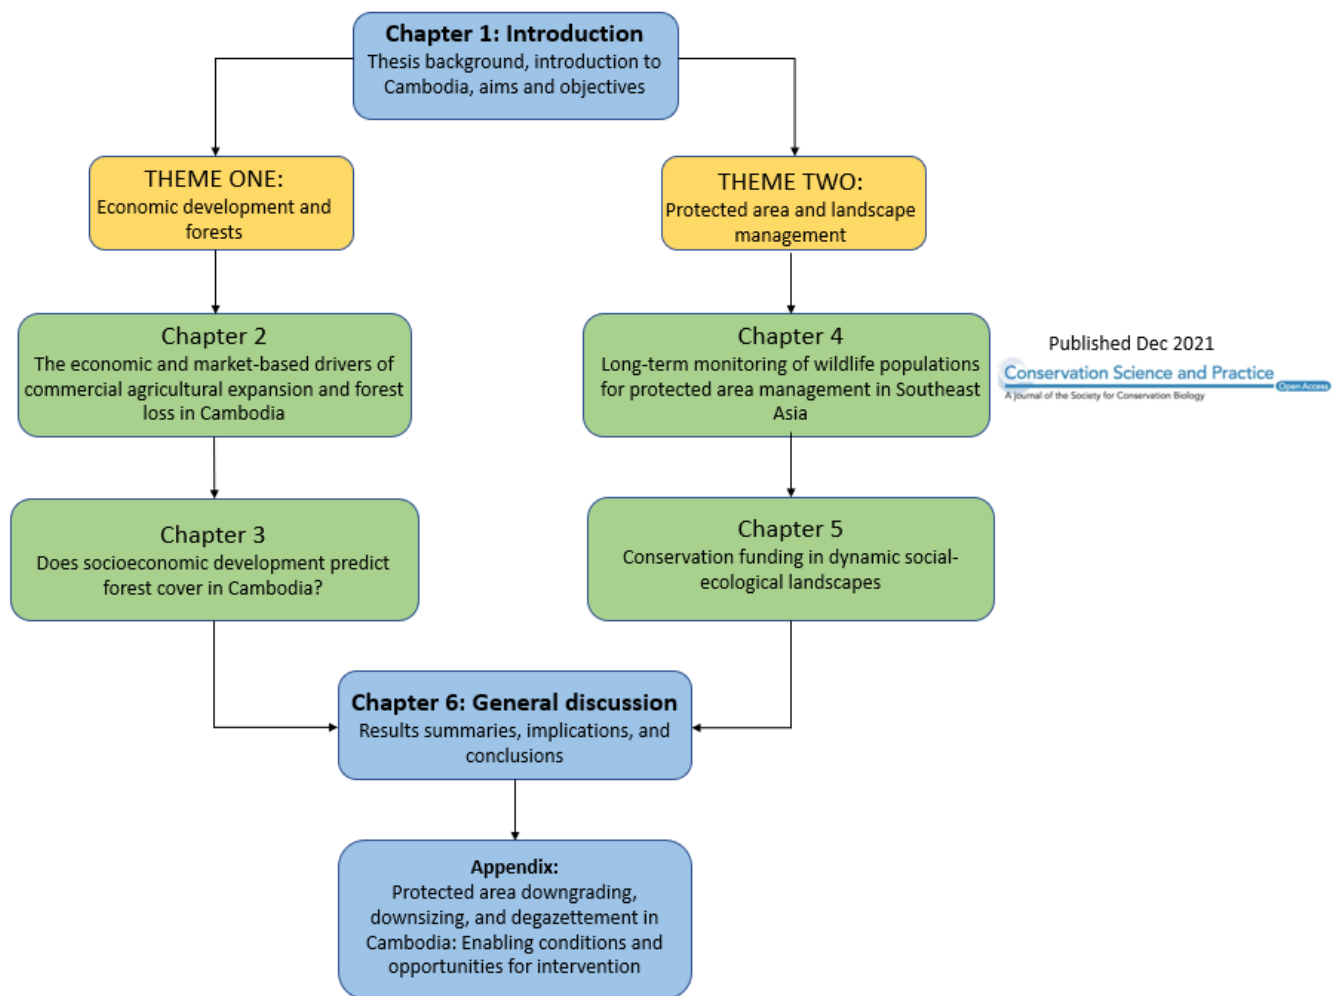 Chapter 1: Introduction
Thesis background, introduction to
Cambodia, aims and objectives
THEME ONE:
Economic development and
forests
THEME TWO:
Protected area and landscape
management
Chapter 2
The economic and market-based drivers of
commercial agricultural expansion and forest
loss in Cambodia
Chapter 4
Long-term monitoring of wildlife populations
for protected area management in Southeast
Asia
Published Dec 2021
Conservation Science and Practice
Open Access
A journal of the Society for Conservation Biology
Chapter 3
Does socioeconomic development predict
forest cover in Cambodia?
Chapter 5
Conservation funding in dynamic social-
ecological landscapes
Chapter 6: General discussion
Results summaries, implications, and
conclusions
Appendix:
Protected area downgrading,
downsizing, and degazettement in
Cambodia: Enabling conditions and
opportunities for intervention